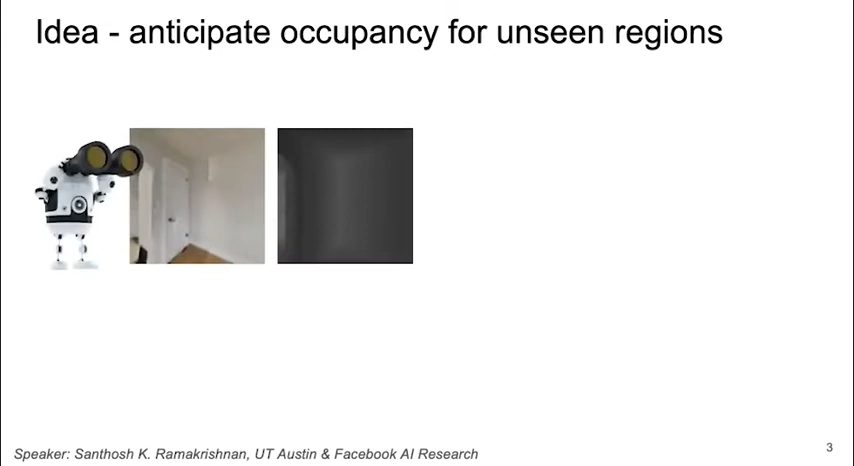 Idea - anticipate occupancy for unseen regions
Speaker: Santhosh K. Ramakrishnan, UT Austin & Facebook AI Research
3